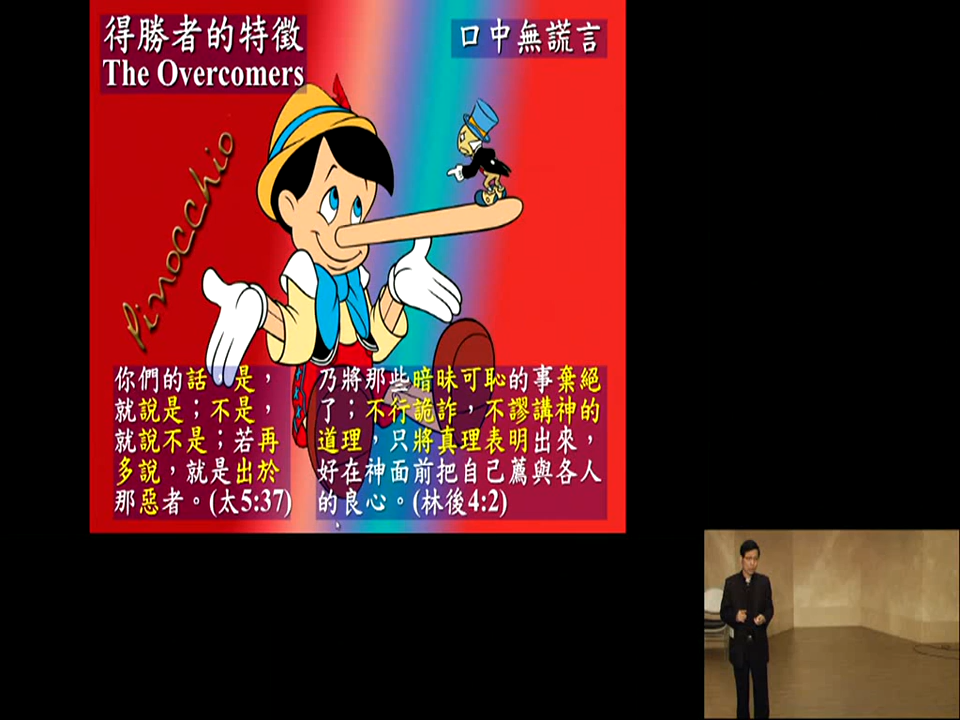 得勝者的特徵
The Overcomers
口中無謊言
Pinocchio
你們的話，是，
就說是；不是，
就說不是；若再
多說，就是出於
那惡者。(太5:37)
乃將那些暗昧可恥的事棄絕
了；不行詭詐，不謬講神的
道理，只將真理表明出來，
好在神面前把自己薦與各人
的良心。(林後4:2)